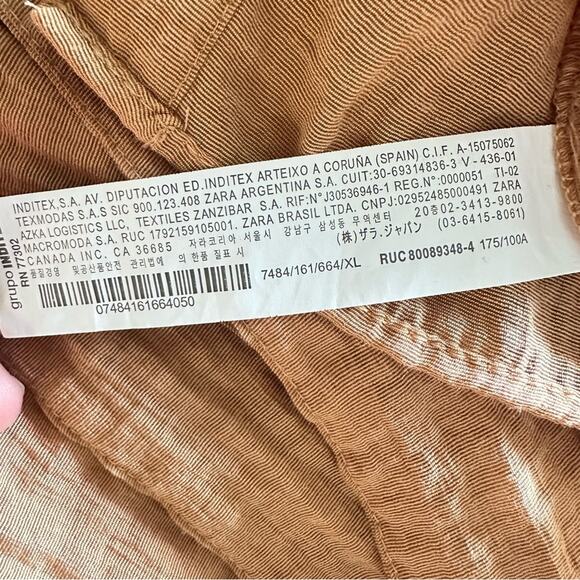 grupo INDITEX
RN 77302
INDITEX,S.A. AV. DIPUTACION ED.INDITEX ARTEIXO A CORUÑA (SPAIN) C.I.F. A-15075062
TEXMODAS S.A.S SIC 900.123.408 ZARA ARGENTINA S.A. CUIT:30-69314836-3 V - 436-01
AZKA LOGISTICS LLC, TEXTILES ZANZIBAR S.A. RIF:NºJ30536946-1 REG.Nº:0000051 TI-02
MACROMODA S.A. RUC 1792159105001. ZARA BRASIL LTDA. CNPJ:02952485000491 ZARA
CANADA INC. CA 36685 자라코리아 서울시 강남구 삼성동 무역센터 20층 02-3413-9800
품질경영 및공산품안전 관리법에 의한품질 표시 (株)ザラ.ジャパン (03-6415-8061)
7484/161/664/XL RUC 80089348-4 175/100A
07484161664050